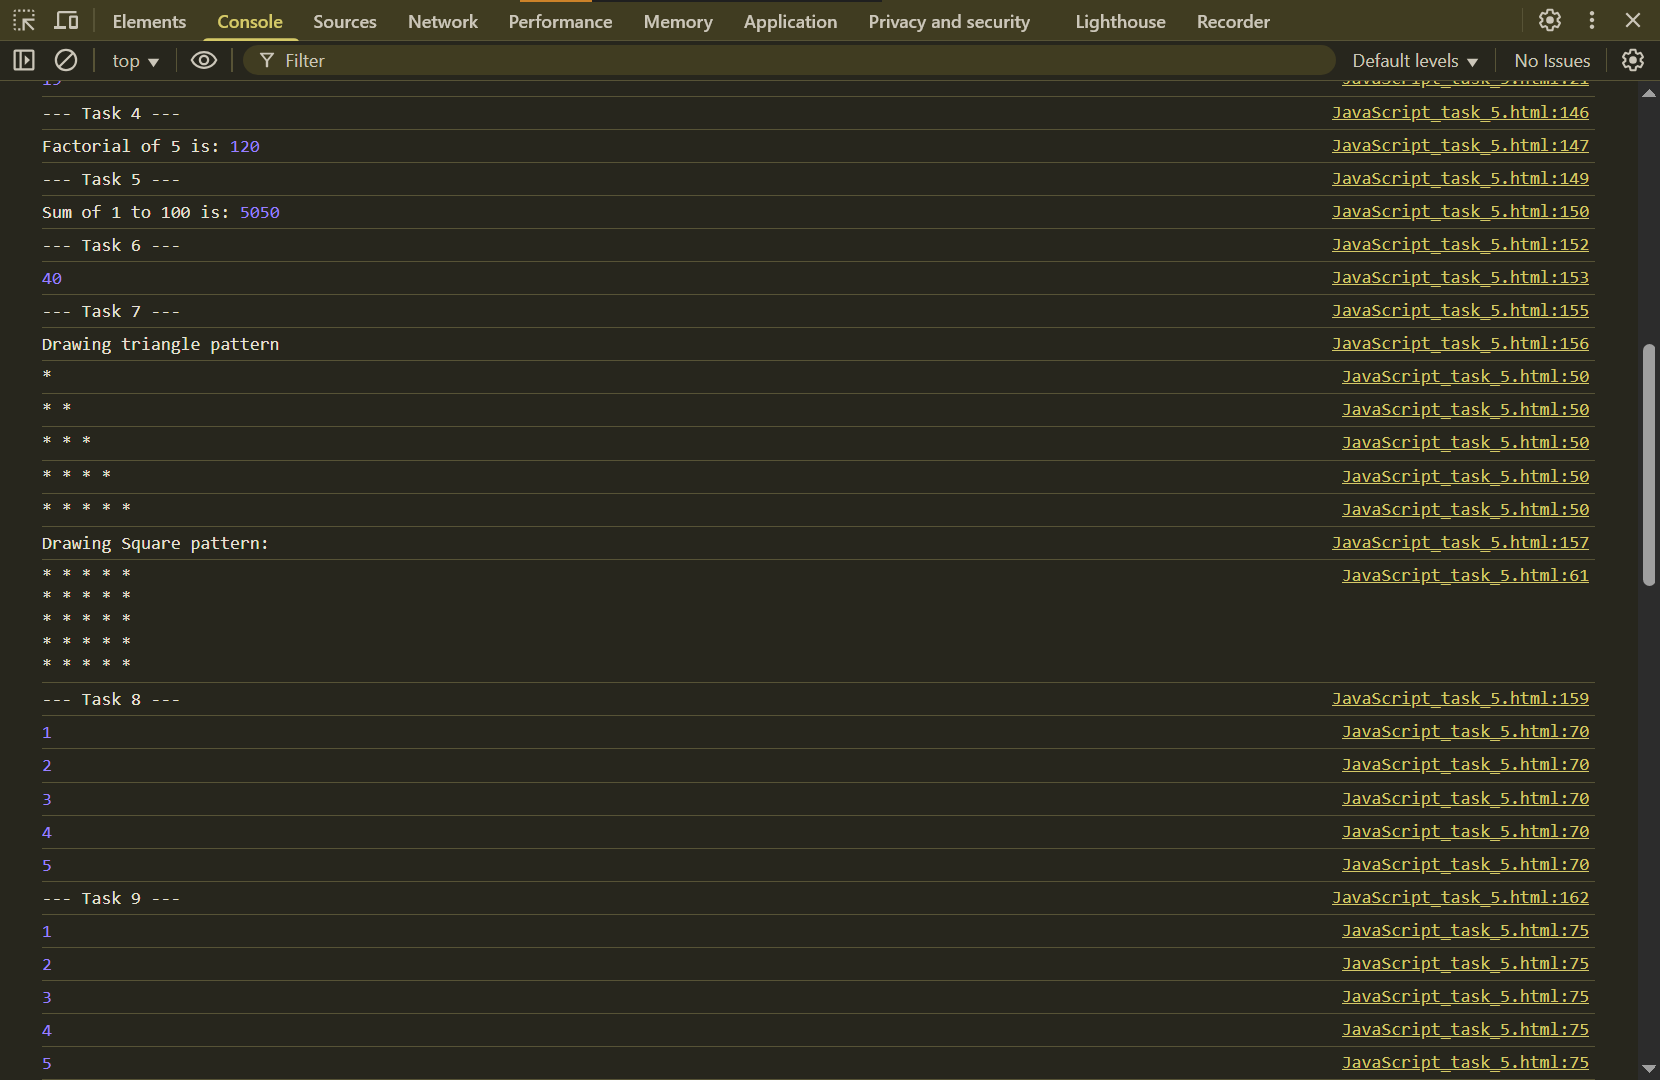 Elements Console Sources Network Performance Memory Application Privacy and security Lighthouse Recorder
top Filter Default levels No Issues
--- Task 4 --- JavaScript_task_5.html:146
Factorial of 5 is: 120 JavaScript_task_5.html:147
--- Task 5 --- JavaScript_task_5.html:149
Sum of 1 to 100 is: 5050 JavaScript_task_5.html:150
--- Task 6 --- JavaScript_task_5.html:152
40 JavaScript_task_5.html:153
--- Task 7 --- JavaScript_task_5.html:155
Drawing triangle pattern JavaScript_task_5.html:156
* JavaScript_task_5.html:50
* * JavaScript_task_5.html:50
* * * JavaScript_task_5.html:50
* * * * JavaScript_task_5.html:50
* * * * * JavaScript_task_5.html:50
Drawing Square pattern: JavaScript_task_5.html:157
* * * * * JavaScript_task_5.html:61
* * * * *
* * * * *
* * * * *
* * * * *
--- Task 8 --- JavaScript_task_5.html:159
1 JavaScript_task_5.html:70
2 JavaScript_task_5.html:70
3 JavaScript_task_5.html:70
4 JavaScript_task_5.html:70
5 JavaScript_task_5.html:70
--- Task 9 --- JavaScript_task_5.html:162
1 JavaScript_task_5.html:75
2 JavaScript_task_5.html:75
3 JavaScript_task_5.html:75
4 JavaScript_task_5.html:75
5 JavaScript_task_5.html:75